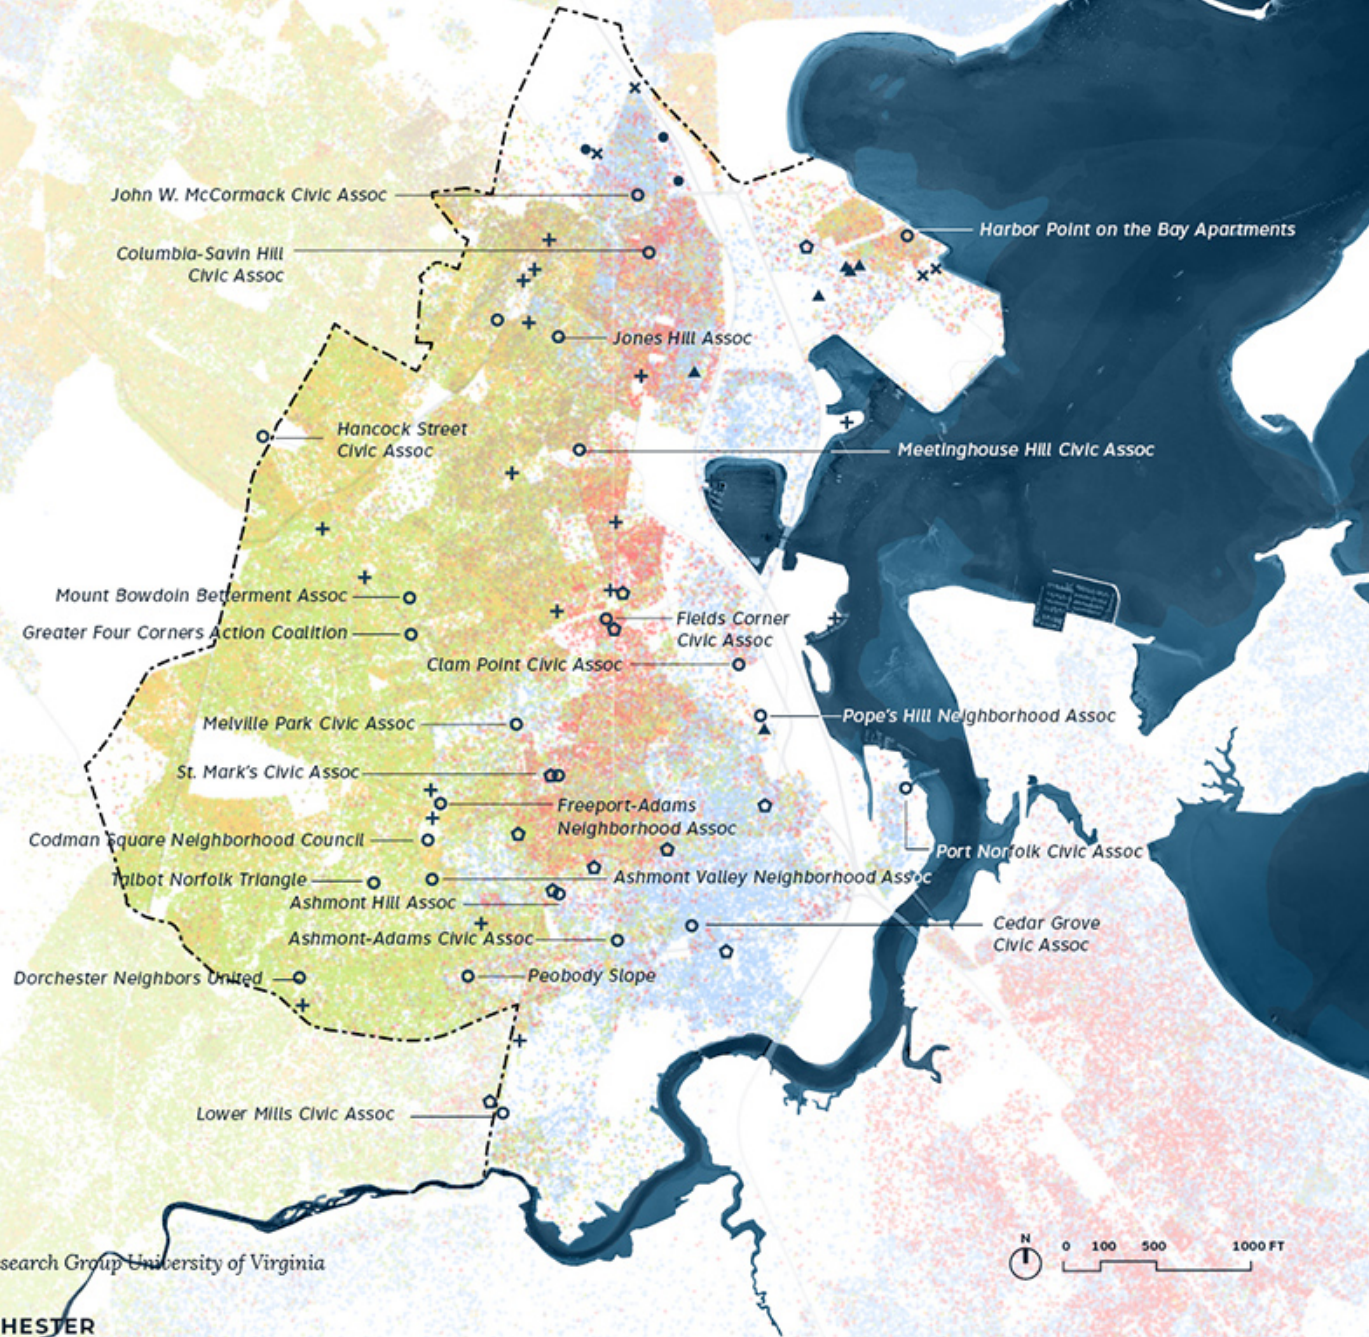 John W. McCormack Civic Assoc
Harbor Point on the Bay Apartments
Columbia-Savin Hill
Civic Assoc
Jones Hill Assoc
Hancock Street
Civic Assoc
Meetinghouse Hill Civic Assoc
Mount Bowdoin Betterment Assoc
Greater Four Corners Action Coalition
Fields Corner
Civic Assoc
Clam Point Civic Assoc
Melville Park Civic Assoc
Pope's Hill Neighborhood Assoc
St. Mark's Civic Assoc
Freeport-Adams
Neighborhood Assoc
Codman Square Neighborhood Council
Port Norfolk Civic Assoc
Talbot Norfolk Triangle
Ashmont Valley Neighborhood Assoc
Ashmont Hill Assoc
Cedar Grove
Civic Assoc
Ashmont-Adams Civic Assoc
Dorchester Neighbors United
Peobody Slope
Lower Mills Civic Assoc
N
0 100 500 1000 FT
search Group University of Virginia
HESTER